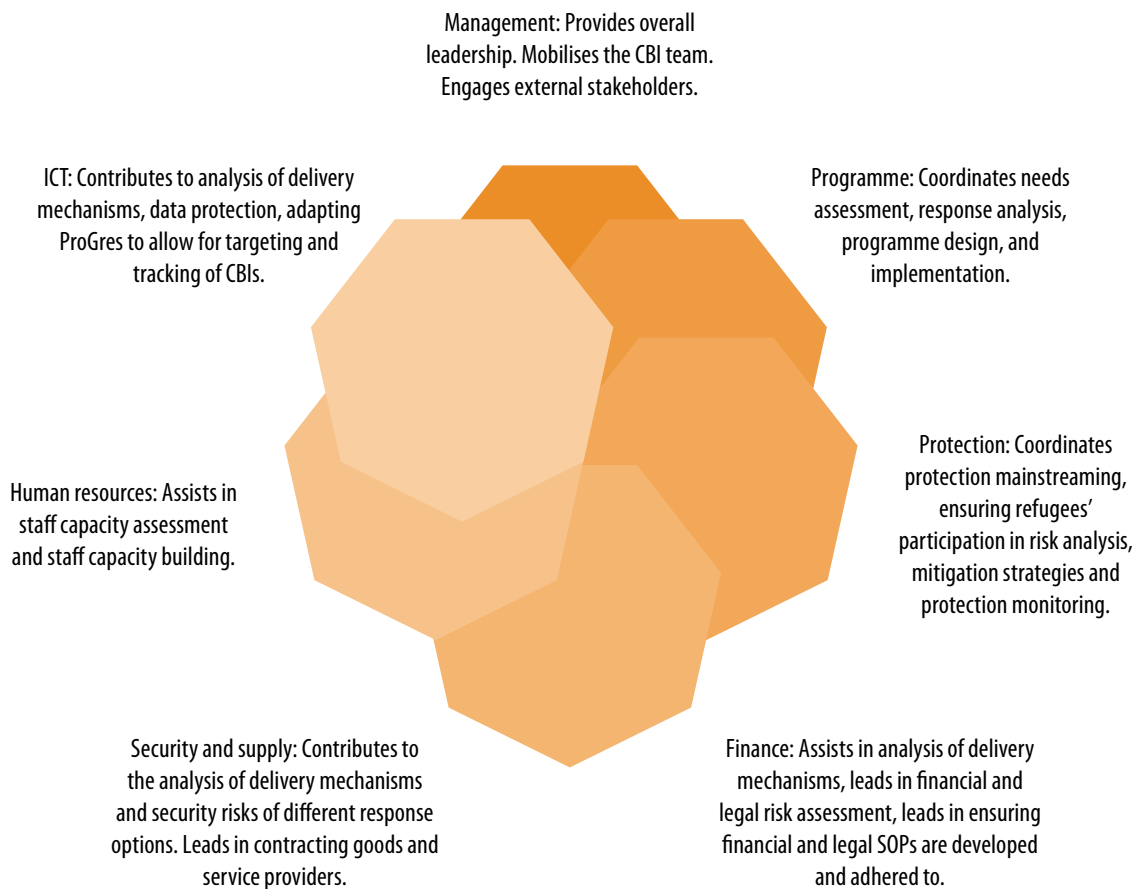 Management: Provides overall
leadership. Mobilises the CBI team.
Engages external stakeholders.
ICT: Contributes to analysis of delivery
mechanisms, data protection, adapting
ProGres to allow for targeting and
tracking of CBIs.
Programme: Coordinates needs
assessment, response analysis,
programme design, and
implementation.
Human resources: Assists in
staff capacity assessment
and staff capacity building.
Protection: Coordinates
protection mainstreaming,
ensuring refugees’
participation in risk analysis,
mitigation strategies and
protection monitoring.
Security and supply: Contributes to
the analysis of delivery mechanisms
and security risks of different response
options. Leads in contracting goods and
service providers.
Finance: Assists in analysis of delivery
mechanisms, leads in financial and
legal risk assessment, leads in ensuring
financial and legal SOPs are developed
and adhered to.